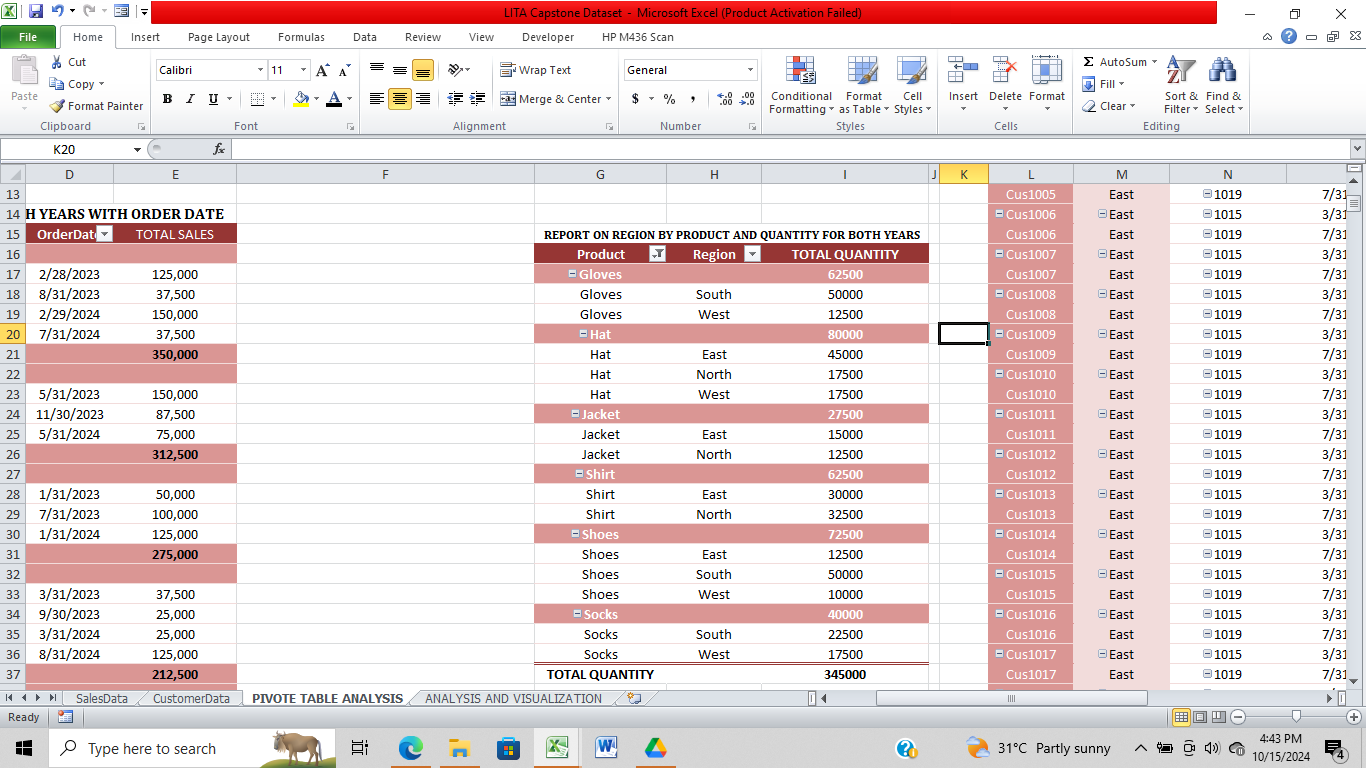 LITA Capstone Dataset - Microsoft Excel (Product Activation Failed)
File Home Insert Page Layout Formulas Data Review View Developer HP M436 Scan
Paste Cut Copy Format Painter Clipboard
Calibri 11 B I U Font
Wrap Text Merge & Center Alignment
General $ % , Number
Conditional Formatting Format as Table Cell Styles Styles
Insert Delete Format Cells
AutoSum Fill Clear Sort & Filter Find & Select Editing
K20 fx
D E F G H I J K L M N
13 Cus1005 East 1019 7/31
14 H YEARS WITH ORDER DATE Cus1006 East 1015 3/31
15 OrderDate TOTAL SALES REPORT ON REGION BY PRODUCT AND QUANTITY FOR BOTH YEARS Cus1006 East 1019 7/31
16 Product Region TOTAL QUANTITY Cus1007 East 1015 3/31
17 2/28/2023 125,000 Gloves 62500 Cus1007 East 1019 7/31
18 8/31/2023 37,500 Gloves South 50000 Cus1008 East 1015 3/31
19 2/29/2024 150,000 Gloves West 12500 Cus1008 East 1019 7/31
20 7/31/2024 37,500 Hat 80000 Cus1009 East 1015 3/31
21 350,000 Hat East 45000 Cus1009 East 1019 7/31
22 Hat North 17500 Cus1010 East 1015 3/31
23 5/31/2023 150,000 Hat West 17500 Cus1010 East 1019 7/31
24 11/30/2023 87,500 Jacket 27500 Cus1011 East 1015 3/31
25 5/31/2024 75,000 Jacket East 15000 Cus1011 East 1019 7/31
26 312,500 Jacket North 12500 Cus1012 East 1015 3/31
27 Shirt 62500 Cus1012 East 1019 7/31
28 1/31/2023 50,000 Shirt East 30000 Cus1013 East 1015 3/31
29 7/31/2023 100,000 Shirt North 32500 Cus1013 East 1019 7/31
30 1/31/2024 125,000 Shoes 72500 Cus1014 East 1015 3/31
31 275,000 Shoes East 12500 Cus1014 East 1019 7/31
32 Shoes South 50000 Cus1015 East 1015 3/31
33 3/31/2023 37,500 Shoes West 10000 Cus1015 East 1019 7/31
34 9/30/2023 25,000 Socks 40000 Cus1016 East 1015 3/31
35 3/31/2024 25,000 Socks South 22500 Cus1016 East 1019 7/31
36 8/31/2024 125,000 Socks West 17500 Cus1017 East 1015 3/31
37 212,500 TOTAL QUANTITY 345000 Cus1017 East 1019 7/31
SalesData CustomerData PIVOTE TABLE ANALYSIS ANALYSIS AND VISUALIZATION
Ready 100%
Type here to search 31°C Partly sunny 4:43 PM
10/15/2024 4